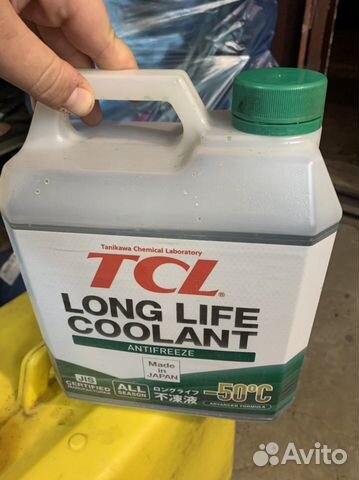 Tanikawa Chemical Laboratory
TCL®
LONG LIFE
COOLANT
ANTIFREEZE
Made in
JAPAN
JIS
CERTIFIED
ALL
SEASON
ロングライフ
不凍液
-50°C
ADVANCED FORMULA
Avito